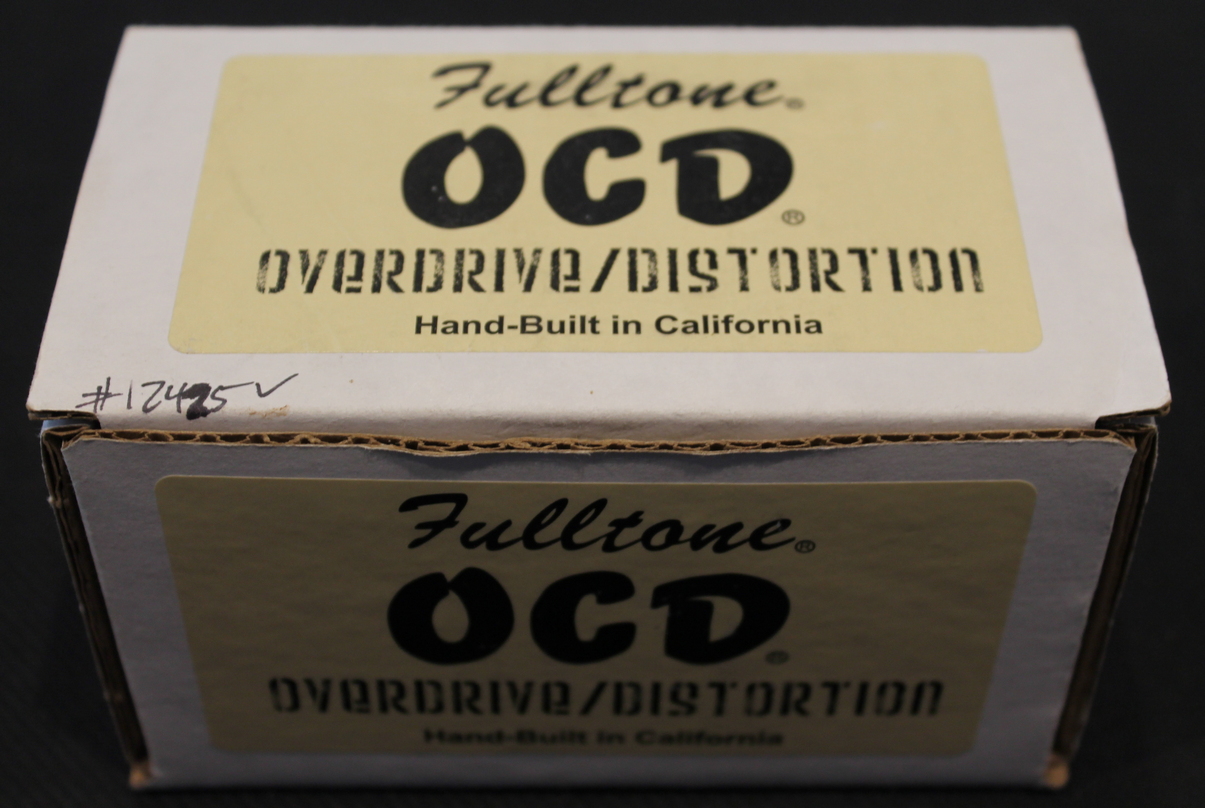 Fulltone®
OCD®
OVERDRIVE/DISTORTION
Hand-Built in California
Fulltone®
OCD®
OVERDRIVE/DISTORTION
Hand-Built in California